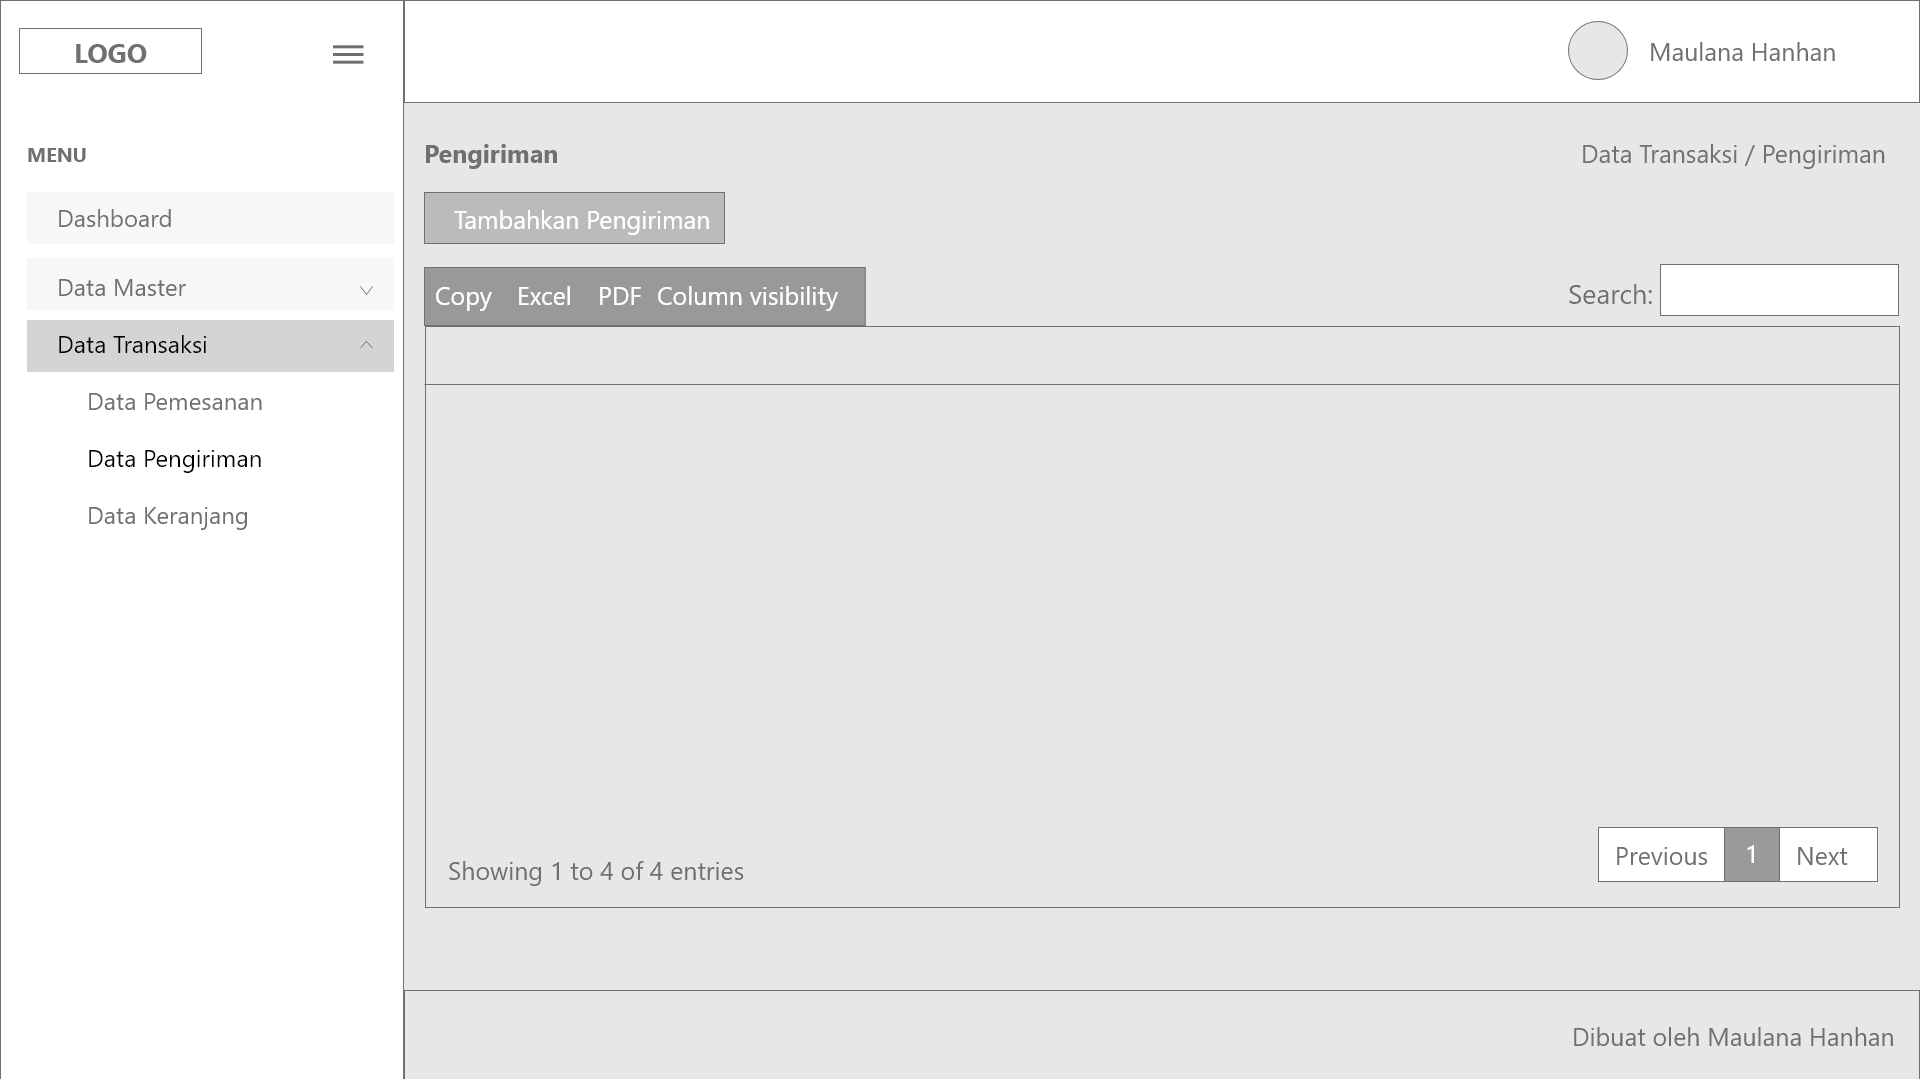 LOGO
Maulana Hanhan
MENU
Dashboard
Data Master
Data Transaksi
Data Pemesanan
Data Pengiriman
Data Keranjang
Pengiriman
Data Transaksi / Pengiriman
Tambahkan Pengiriman
Copy Excel PDF Column visibility
Search:
Showing 1 to 4 of 4 entries
Previous 1 Next
Dibuat oleh Maulana Hanhan